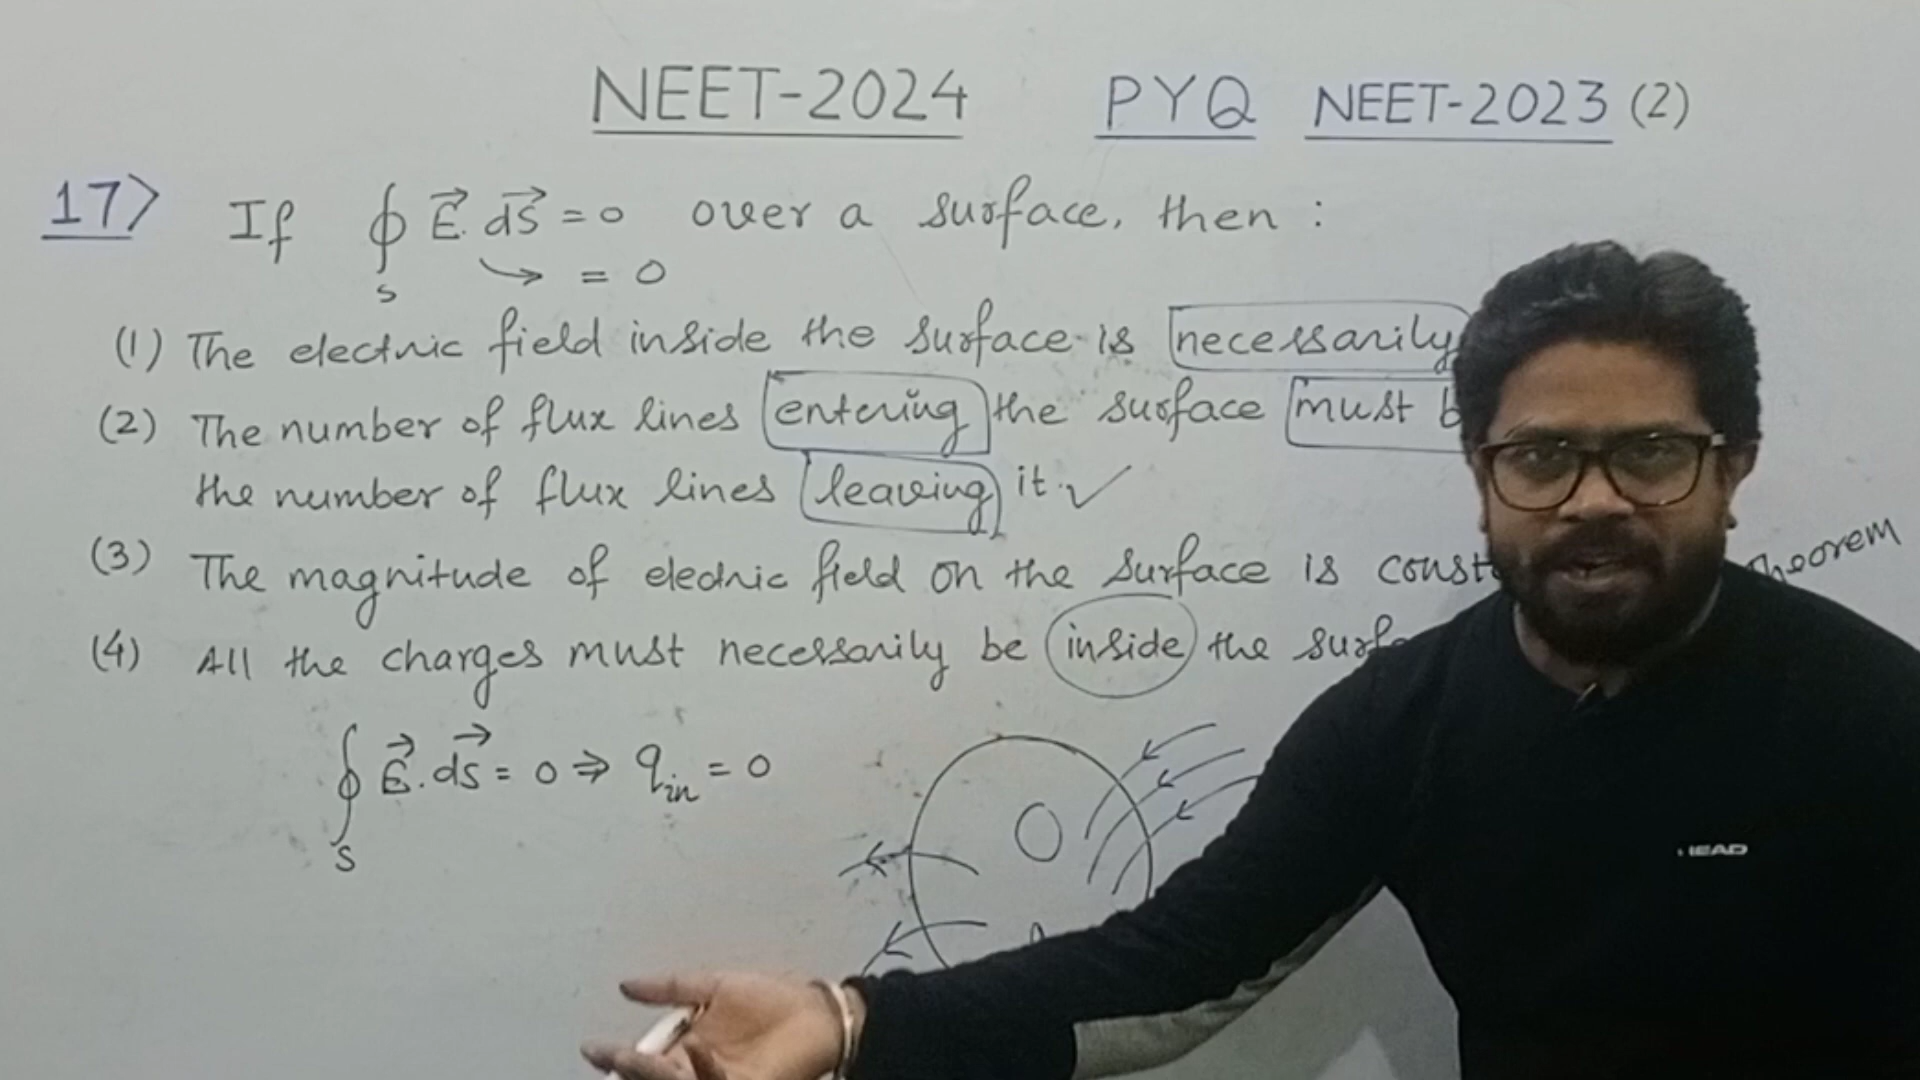 NEET-2024 PYQ NEET-2023 (2)
17> If ∮ E⃗. dS⃗ = 0 over a surface, then :
S → = 0
(1) The electric field inside the surface is necessarily
(2) The number of flux lines entering the surface must
the number of flux lines leaving it. ✓
(3) The magnitude of electric field on the surface is
(4) All the charges must necessarily be inside the
∮ E⃗. ds⃗ = 0 ⇒ q_in = 0
S
HEAD